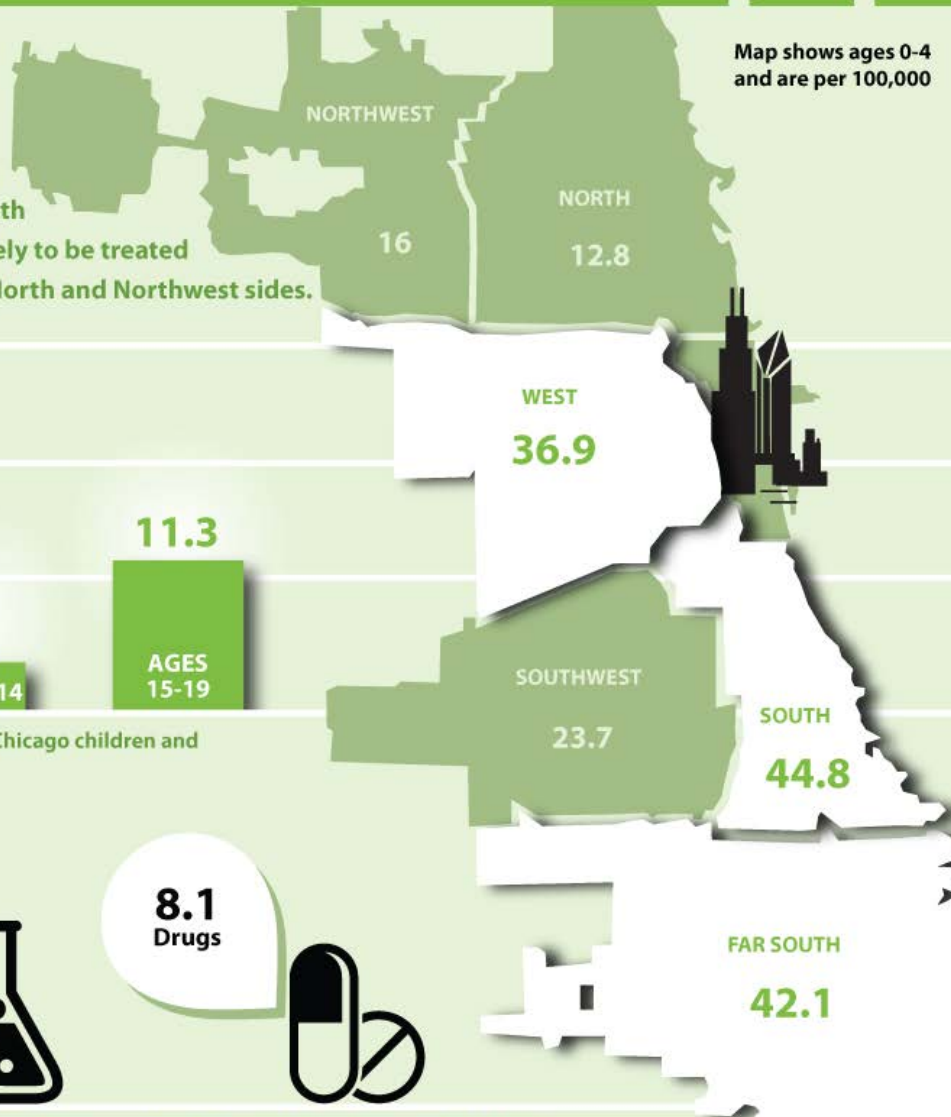 Map shows ages 0-4
and are per 100,000
NORTHWEST
16
NORTH
12.8
th
ely to be treated
North and Northwest sides.
WEST
36.9
11.3
AGES
15-19
14
SOUTHWEST
23.7
SOUTH
44.8
Chicago children and
8.1
Drugs
FAR SOUTH
42.1